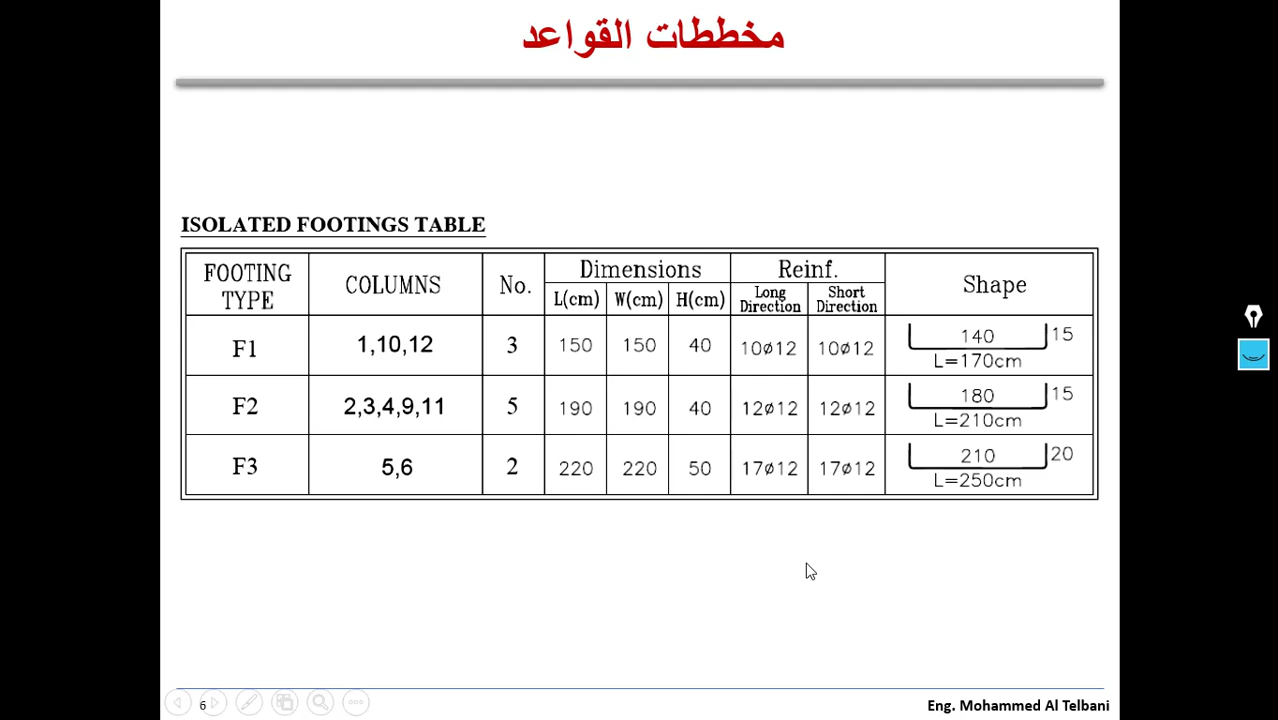 مخططات القواعد
ISOLATED FOOTINGS TABLE
FOOTING TYPE COLUMNS No. Dimensions Reinf. Shape
L(cm) W(cm) H(cm) Long Direction Short Direction
F1 1,10,12 3 150 150 40 10ø12 10ø12 140 15
L=170cm
F2 2,3,4,9,11 5 190 190 40 12ø12 12ø12 180 15
L=210cm
F3 5,6 2 220 220 50 17ø12 17ø12 210 20
L=250cm
6 Eng. Mohammed Al Telbani